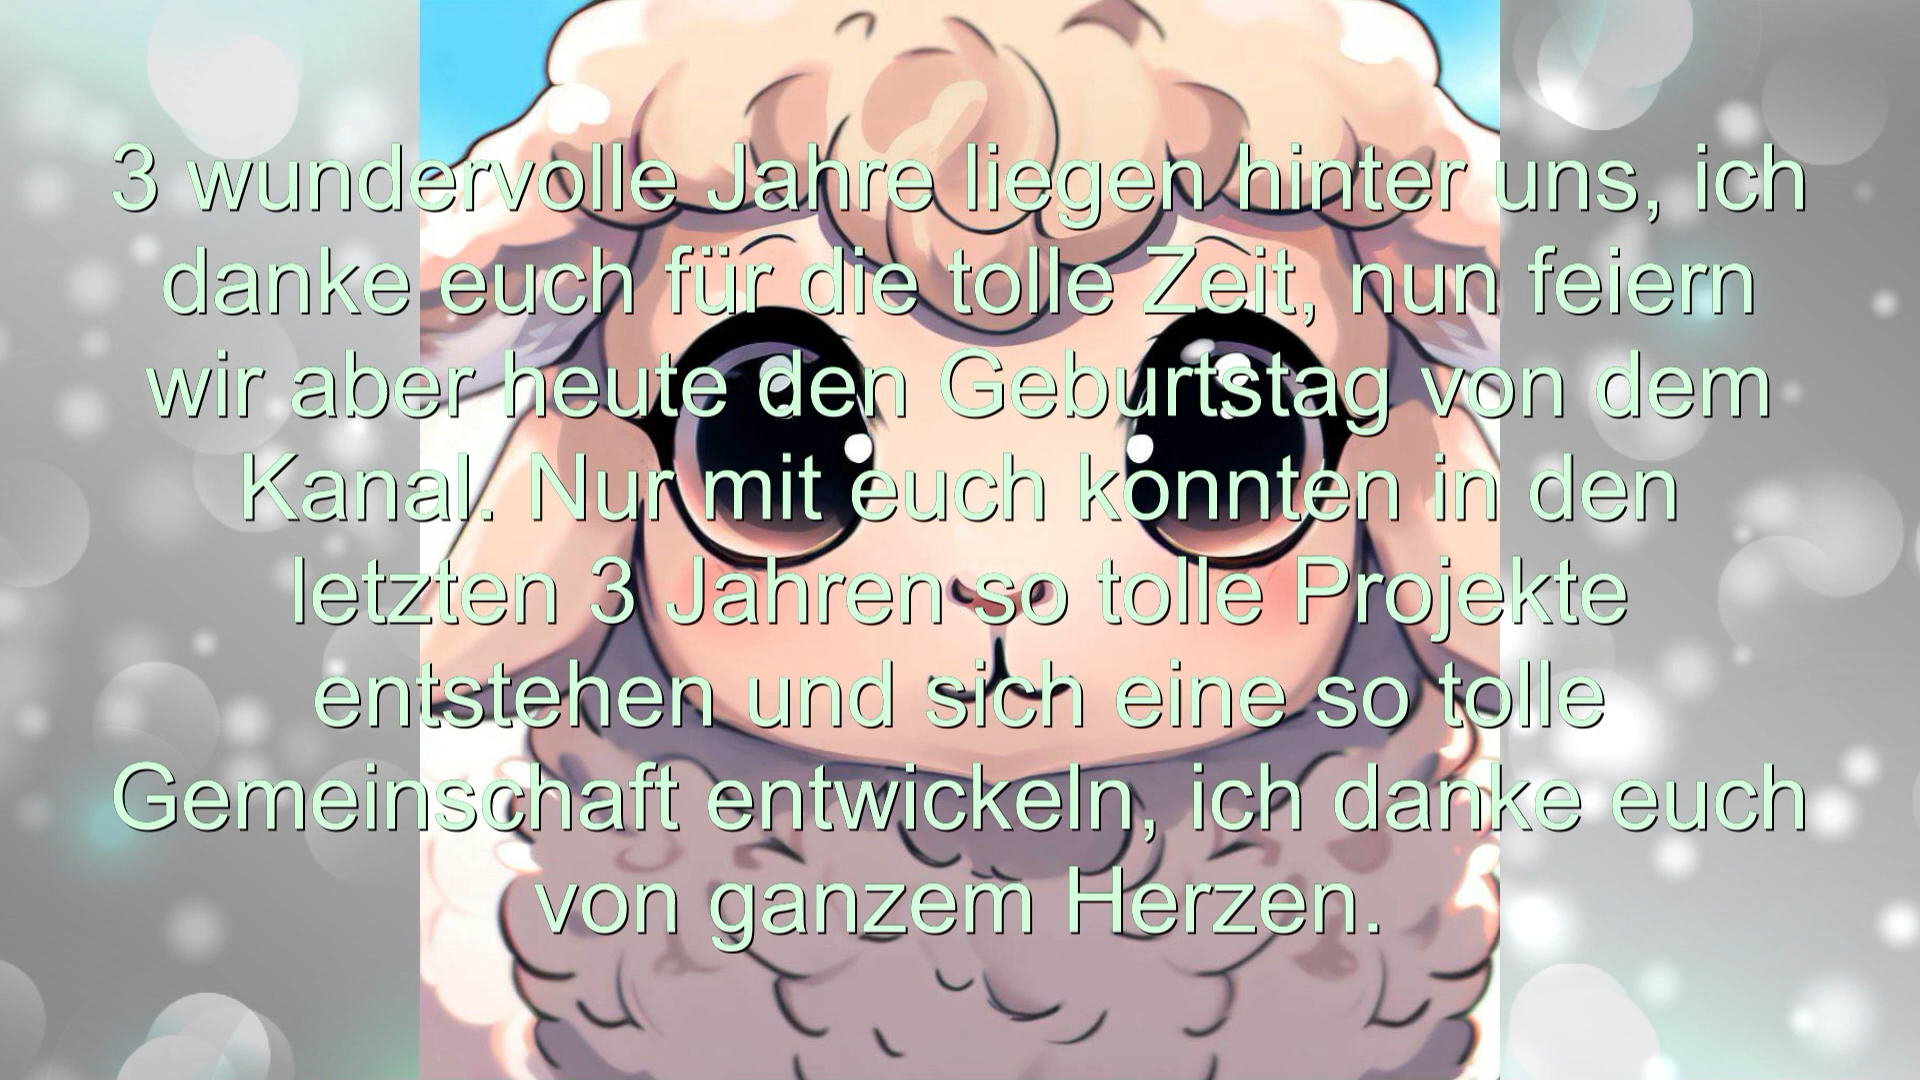 3 wundervolle Jahre liegen hinter uns, ich
danke euch für die tolle Zeit, nun feiern
wir aber heute den Geburtstag von dem
Kanal. Nur mit euch konnten in den
letzten 3 Jahren so tolle Projekte
entstehen und sich eine so tolle
Gemeinschaft entwickeln, ich danke euch
von ganzem Herzen.